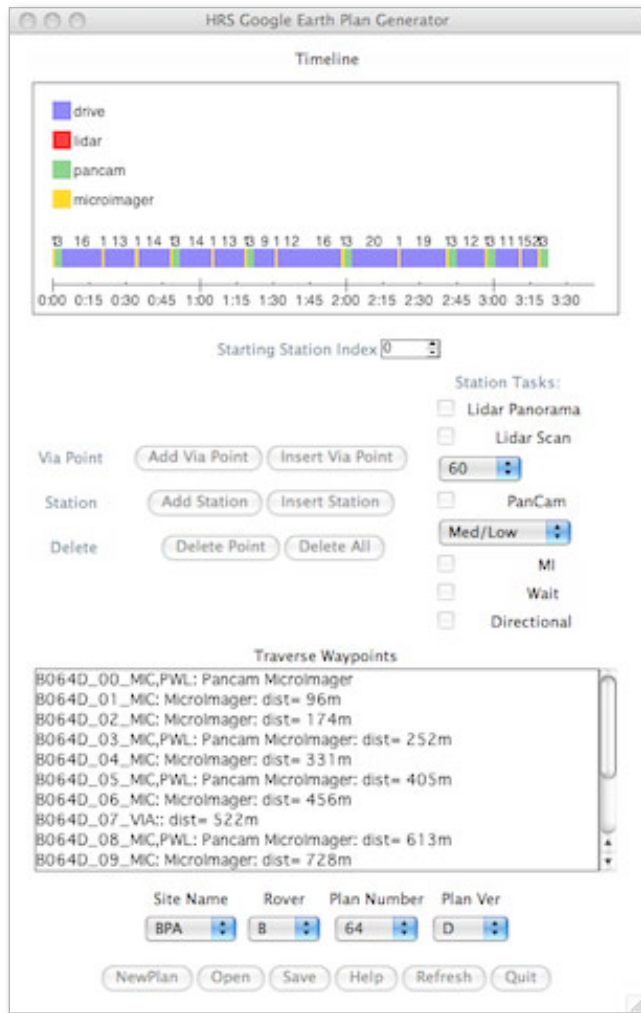 HRS Google Earth Plan Generator
Timeline
drive
lidar
pancam
microimager
13 16 1 13 1 14 13 14 1 13 13 9 1 12 16 13 20 1 19 13 12 13 11 1 15 23
0:00 0:15 0:30 0:45 1:00 1:15 1:30 1:45 2:00 2:15 2:30 2:45 3:00 3:15 3:30
Starting Station Index 0
Station Tasks:
Lidar Panorama
Lidar Scan
Via Point Add Via Point Insert Via Point
60
Station Add Station Insert Station
PanCam
Med/Low
Delete Delete Point Delete All
MI
Wait
Directional
Traverse Waypoints
B064D_00_MIC,PWL: Pancam MicroImager
B064D_01_MIC: MicroImager: dist= 96m
B064D_02_MIC: MicroImager: dist= 174m
B064D_03_MIC,PWL: Pancam MicroImager: dist= 252m
B064D_04_MIC: MicroImager: dist= 331m
B064D_05_MIC,PWL: Pancam MicroImager: dist= 405m
B064D_06_MIC: MicroImager: dist= 456m
B064D_07_VIA:: dist= 522m
B064D_08_MIC,PWL: Pancam MicroImager: dist= 613m
B064D_09_MIC: MicroImager: dist= 728m
Site Name Rover Plan Number Plan Ver
BPA B 64 D
NewPlan Open Save Help Refresh Quit